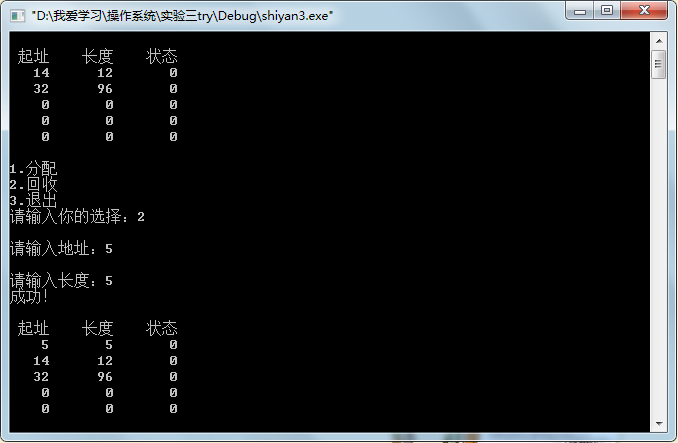 "D:\我爱学习\操作系统\实验三try\Debug\shiyan3.exe"
起址 长度 状态
14 12 0
32 96 0
0 0 0
0 0 0
0 0 0
1.分配
2.回收
3.退出
请输入你的选择：2
请输入地址：5
请输入长度：5
成功！
起址 长度 状态
5 5 0
14 12 0
32 96 0
0 0 0
0 0 0